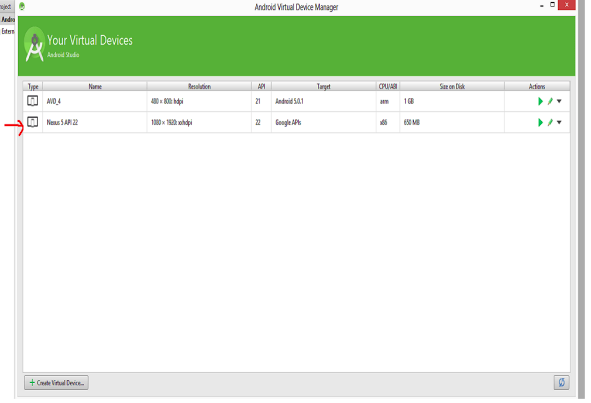 roject
Android Virtual Device Manager
Andro
Extern
Your Virtual Devices
Android Studio
Type Name Resolution API Target CPU/ABI Size on Disk Actions
AVD_4 480 × 800: hdpi 21 Android 5.0.1 arm 1 GB
Nexus 5 API 22 1080 × 1920: xxhdpi 22 Google APIs x86 650 MB
+ Create Virtual Device...